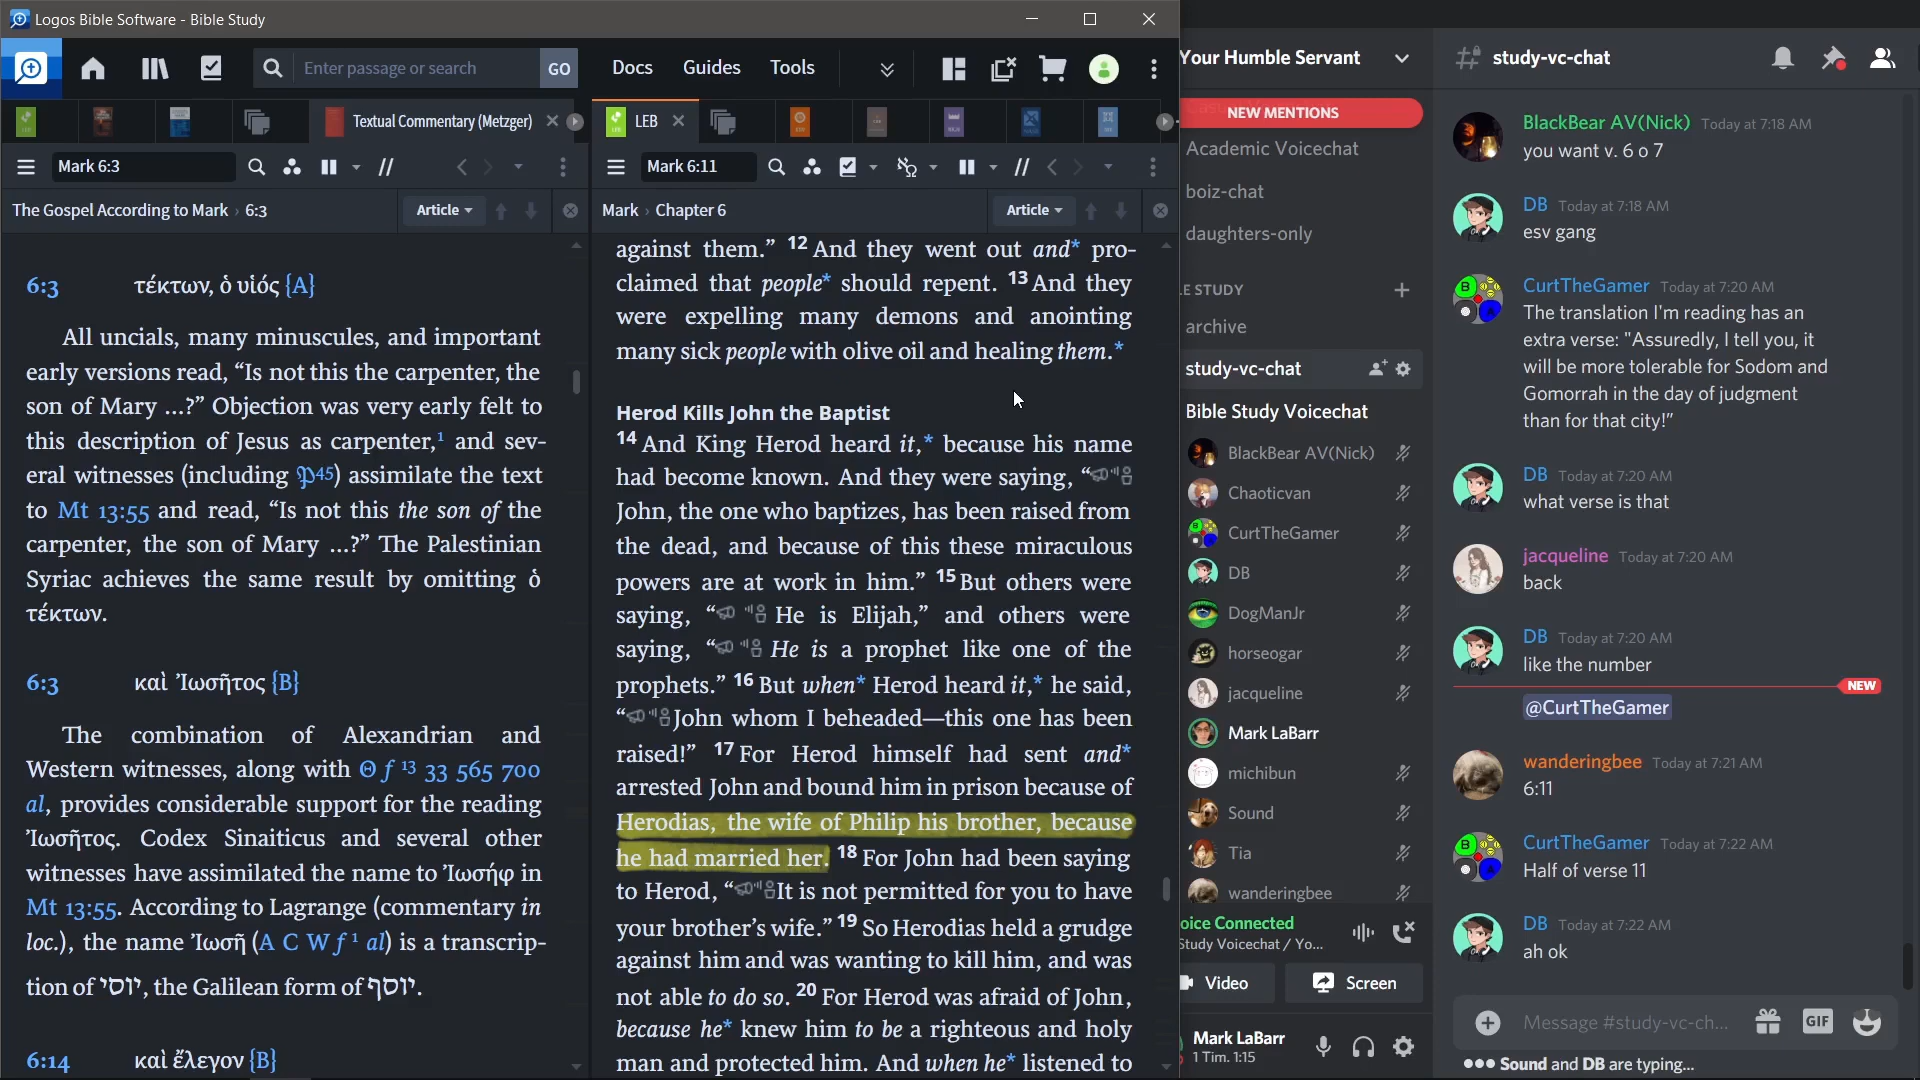 Logos Bible Software - Bible Study
Enter passage or search
GO
Docs
Guides
Tools
Textual Commentary (Metzger)
LEB
Mark 6:3
The Gospel According to Mark › 6:3
Article
6:3 τέκτων, ὁ υἱός {A}
All uncials, many minuscules, and important
early versions read, “Is not this the carpenter, the
son of Mary …?” Objection was very early felt to
this description of Jesus as carpenter,¹ and sev-
eral witnesses (including 𝔓45) assimilate the text
to Mt 13:55 and read, “Is not this the son of the
carpenter, the son of Mary …?” The Palestinian
Syriac achieves the same result by omitting ὁ
τέκτων.
6:3 καὶ Ἰωσῆτος {B}
The combination of Alexandrian and
Western witnesses, along with Θ f 13 33 565 700
al, provides considerable support for the reading
Ἰωσῆτος. Codex Sinaiticus and several other
witnesses have assimilated the name to Ἰωσήφ in
Mt 13:55. According to Lagrange (commentary in
loc.), the name Ἰωσῆ (A C W f 1 al) is a transcrip-
tion of יוֹסֵי, the Galilean form of יוֹסֵף.
6:14 καὶ ἔλεγον {B}
Mark 6:11
Mark › Chapter 6
Article
against them.” 12 And they went out and* pro-
claimed that people* should repent. 13 And they
were expelling many demons and anointing
many sick people with olive oil and healing them.*
Herod Kills John the Baptist
14 And King Herod heard it,* because his name
had become known. And they were saying, “
John, the one who baptizes, has been raised from
the dead, and because of this these miraculous
powers are at work in him.” 15 But others were
saying, “ He is Elijah,” and others were
saying, “ He is a prophet like one of the
prophets.” 16 But when* Herod heard it,* he said,
“ John whom I beheaded—this one has been
raised!” 17 For Herod himself had sent and*
arrested John and bound him in prison because of
Herodias, the wife of Philip his brother, because
he had married her. 18 For John had been saying
to Herod, “ It is not permitted for you to have
your brother’s wife.” 19 So Herodias held a grudge
against him and was wanting to kill him, and was
not able to do so. 20 For Herod was afraid of John,
because he* knew him to be a righteous and holy
man and protected him. And when he* listened to
Your Humble Servant
NEW MENTIONS
Academic Voicechat
boiz-chat
daughters-only
LE STUDY
archive
study-vc-chat
Bible Study Voicechat
BlackBear AV(Nick)
Chaoticvan
CurtTheGamer
DB
DogManJr
horseogar
jacqueline
Mark LaBarr
michibun
Sound
Tia
wanderingbee
oice Connected
Study Voicechat / Yo...
Video
Screen
Mark LaBarr
1 Tim. 1:15
study-vc-chat
BlackBear AV(Nick) Today at 7:18 AM
you want v. 6 o 7
DB Today at 7:18 AM
esv gang
CurtTheGamer Today at 7:20 AM
The translation I'm reading has an
extra verse: "Assuredly, I tell you, it
will be more tolerable for Sodom and
Gomorrah in the day of judgment
than for that city!”
DB Today at 7:20 AM
what verse is that
jacqueline Today at 7:20 AM
back
DB Today at 7:20 AM
like the number
NEW
@CurtTheGamer
wanderingbee Today at 7:21 AM
6:11
CurtTheGamer Today at 7:22 AM
Half of verse 11
DB Today at 7:22 AM
ah ok
Message #study-vc-ch...
GIF
Sound and DB are typing...